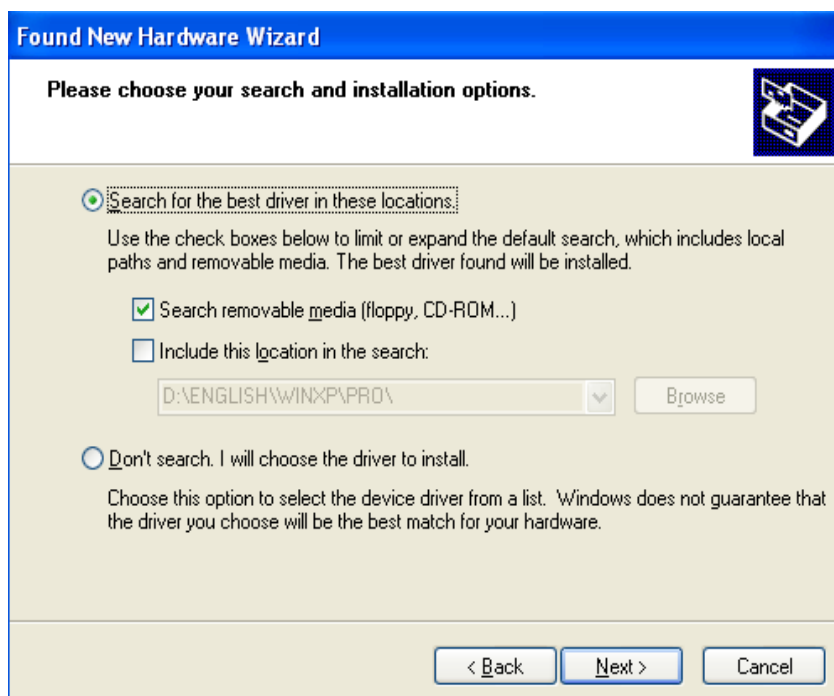 Found New Hardware Wizard
Please choose your search and installation options.
Search for the best driver in these locations.
Use the check boxes below to limit or expand the default search, which includes local
paths and removable media. The best driver found will be installed.
Search removable media (floppy, CD-ROM...)
Include this location in the search:
D:\ENGLISH\WINXP\PRO\
Browse
Don't search. I will choose the driver to install.
Choose this option to select the device driver from a list. Windows does not guarantee that
the driver you choose will be the best match for your hardware.
< Back
Next >
Cancel